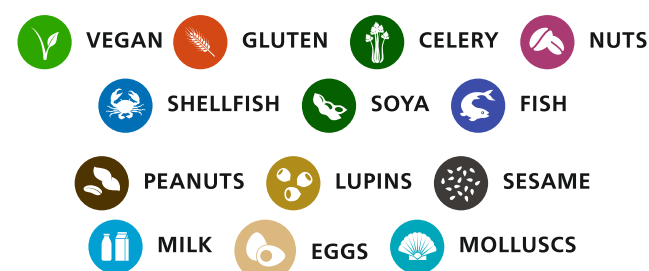 VEGAN GLUTEN CELERY NUTS
SHELLFISH SOYA FISH
PEANUTS LUPINS SESAME
MILK EGGS MOLLUSCS